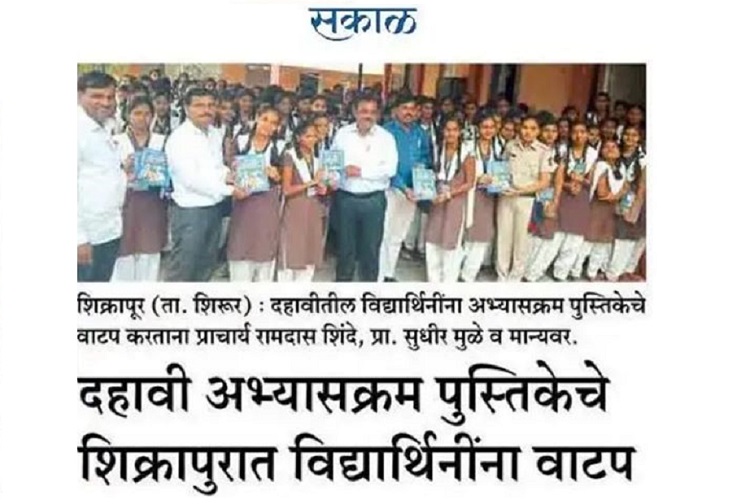 सकाळ
शिक्रापूर (ता. शिरूर) : दहावीतील विद्यार्थिनींना अभ्यासक्रम पुस्तिकेचे
वाटप करताना प्राचार्य रामदास शिंदे, प्रा. सुधीर मुळे व मान्यवर.
दहावी अभ्यासक्रम पुस्तिकेचे
शिक्रापुरात विद्यार्थिनींना वाटप